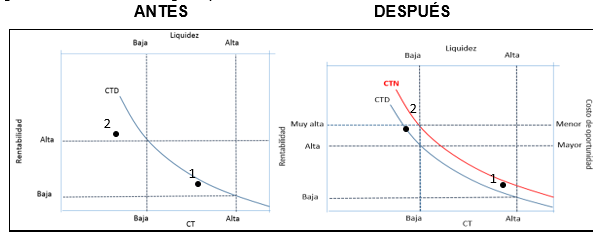 ANTES
DESPUÉS
Liquidez
Baja
Alta
CTD
2
Alta
1
Baja
Rentabilidad
Baja
Alta
CT
Liquidez
Baja
Alta
CTN
CTD
2
Muy alta
Menor
Alta
Mayor
1
Baja
Rentabilidad
Costo de oportunidad
Baja
Alta
CT